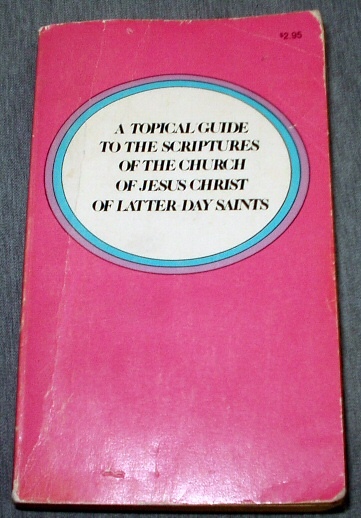 $2.95
A TOPICAL GUIDE
TO THE SCRIPTURES
OF THE CHURCH
OF JESUS CHRIST
OF LATTER-DAY SAINTS